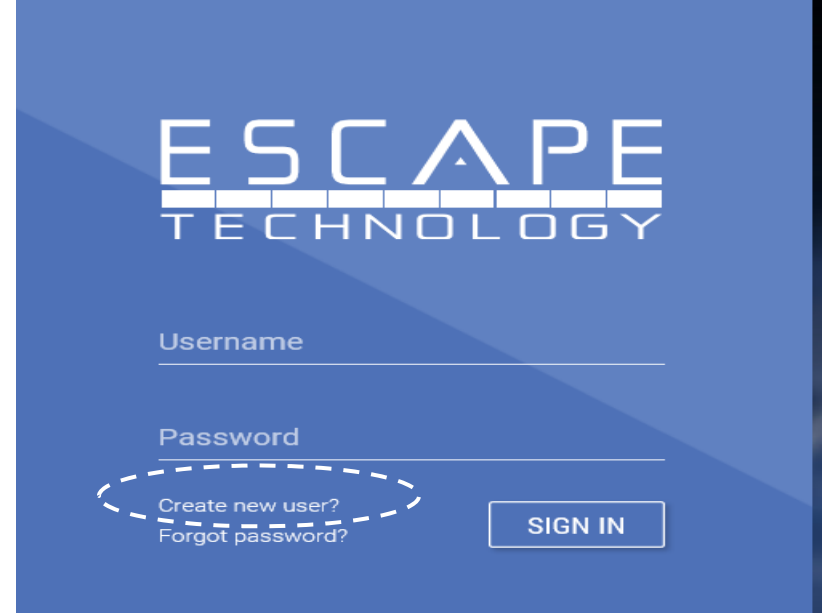 ESCAPE
TECHNOLOGY
Username
Password
Create new user?
Forgot password?
SIGN IN